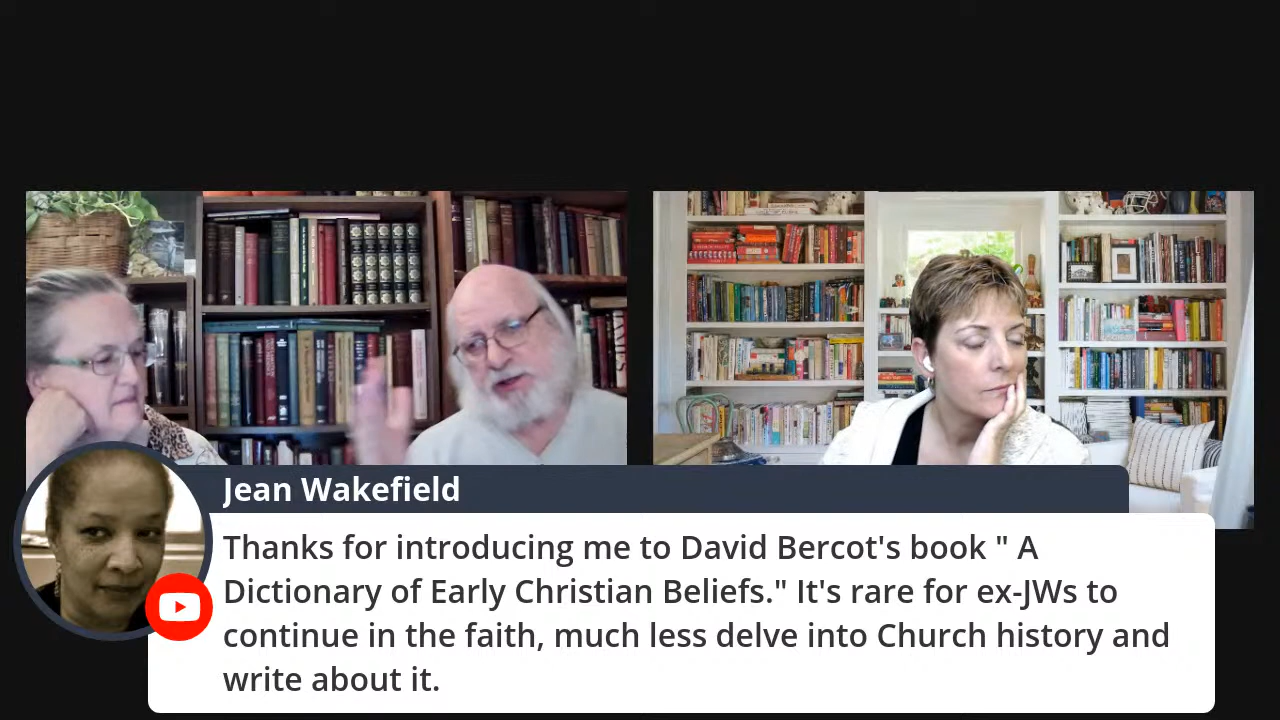 Jean Wakefield
Thanks for introducing me to David Bercot's book " A
Dictionary of Early Christian Beliefs." It's rare for ex-JWs to
continue in the faith, much less delve into Church history and
write about it.